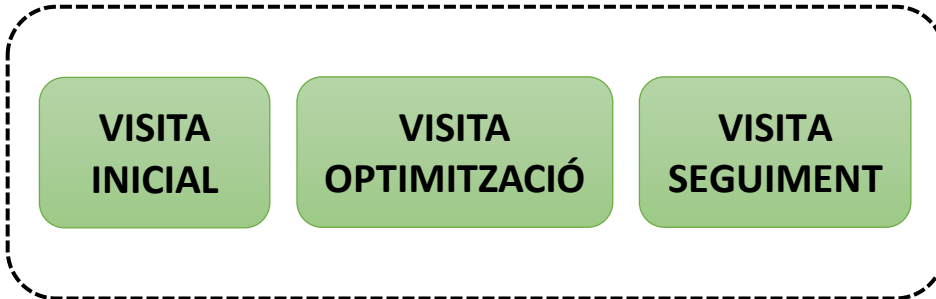 VISITA
INICIAL
VISITA
OPTIMITZACIÓ
VISITA
SEGUIMENT